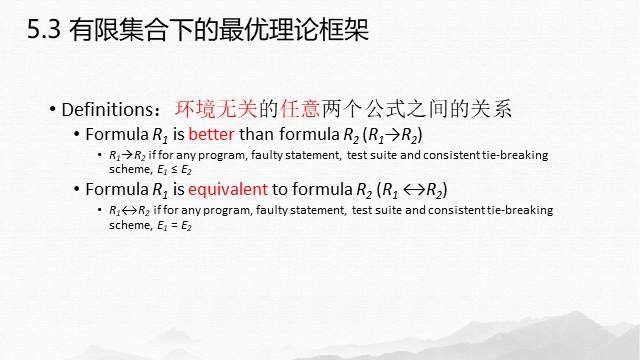 5.3 有限集合下的最优理论框架
• Definitions：环境无关的任意两个公式之间的关系
• Formula R1 is better than formula R2 (R1→R2)
• R1→R2 if for any program, faulty statement, test suite and consistent tie-breaking
scheme, E1 ≤ E2
• Formula R1 is equivalent to formula R2 (R1 ↔R2)
• R1↔R2 if for any program, faulty statement, test suite and consistent tie-breaking
scheme, E1 = E2